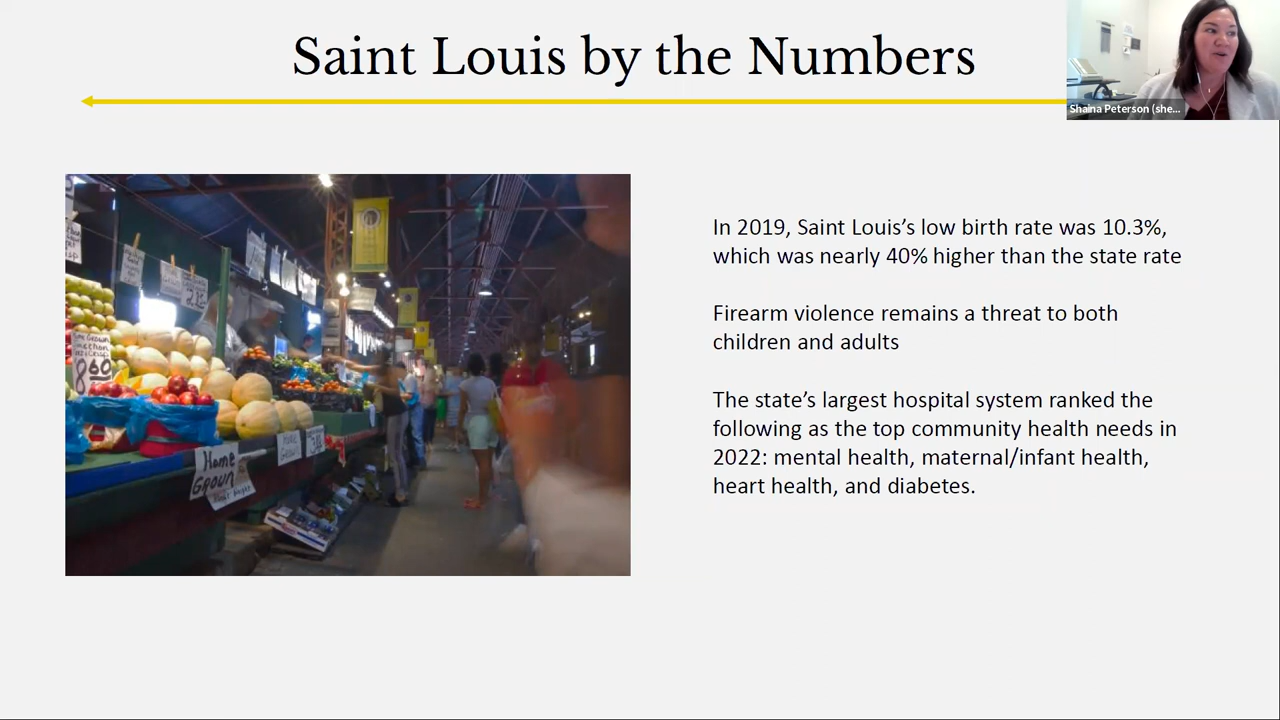 Saint Louis by the Numbers
Shaina Peterson (she...
In 2019, Saint Louis’s low birth rate was 10.3%,
which was nearly 40% higher than the state rate
Firearm violence remains a threat to both
children and adults
The state’s largest hospital system ranked the
following as the top community health needs in
2022: mental health, maternal/infant health,
heart health, and diabetes.
860
Home
Grown